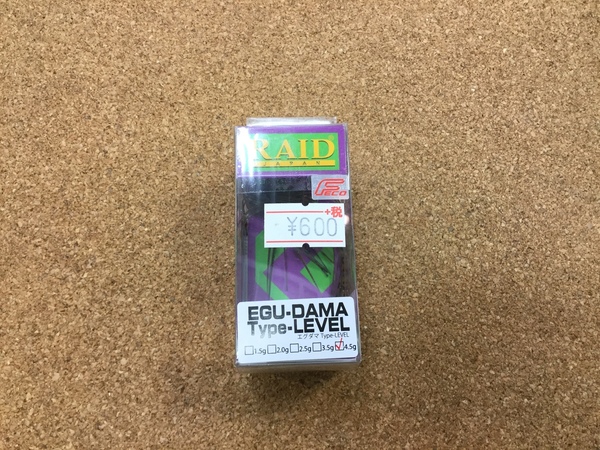 RAID
JAPAN
Feco
+税
¥600
EGU-DAMA
Type-LEVEL
エグダマ Type-LEVEL
1.5g 2.0g 2.5g 3.5g 4.5g